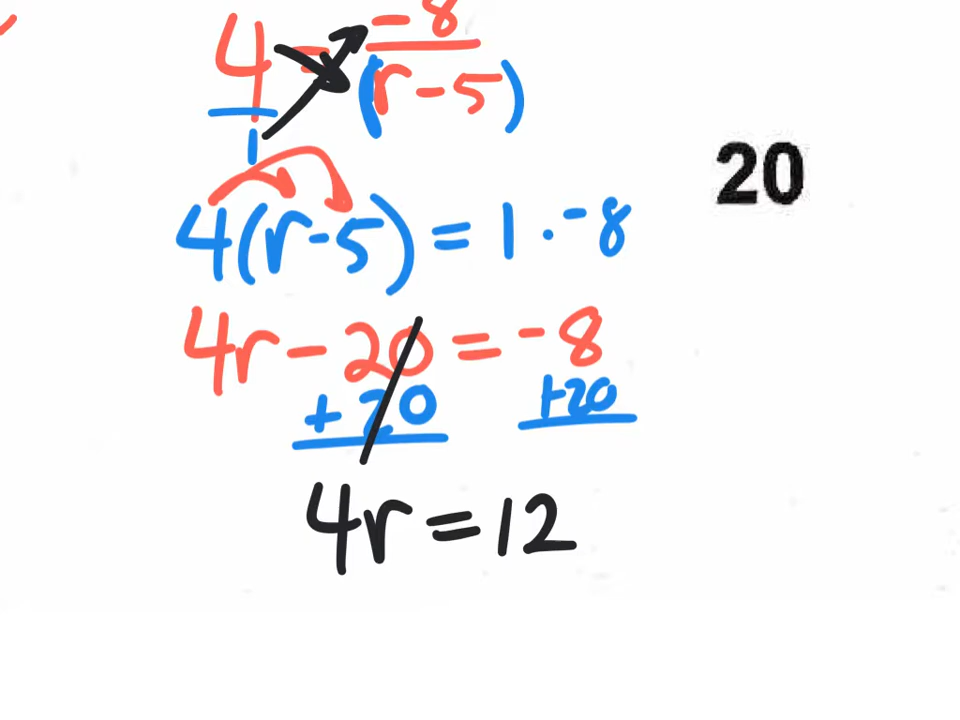 4/1 = -8/(r-5)
20
4(r-5) = 1·-8
4r-20 = -8
+20 +20
4r=12